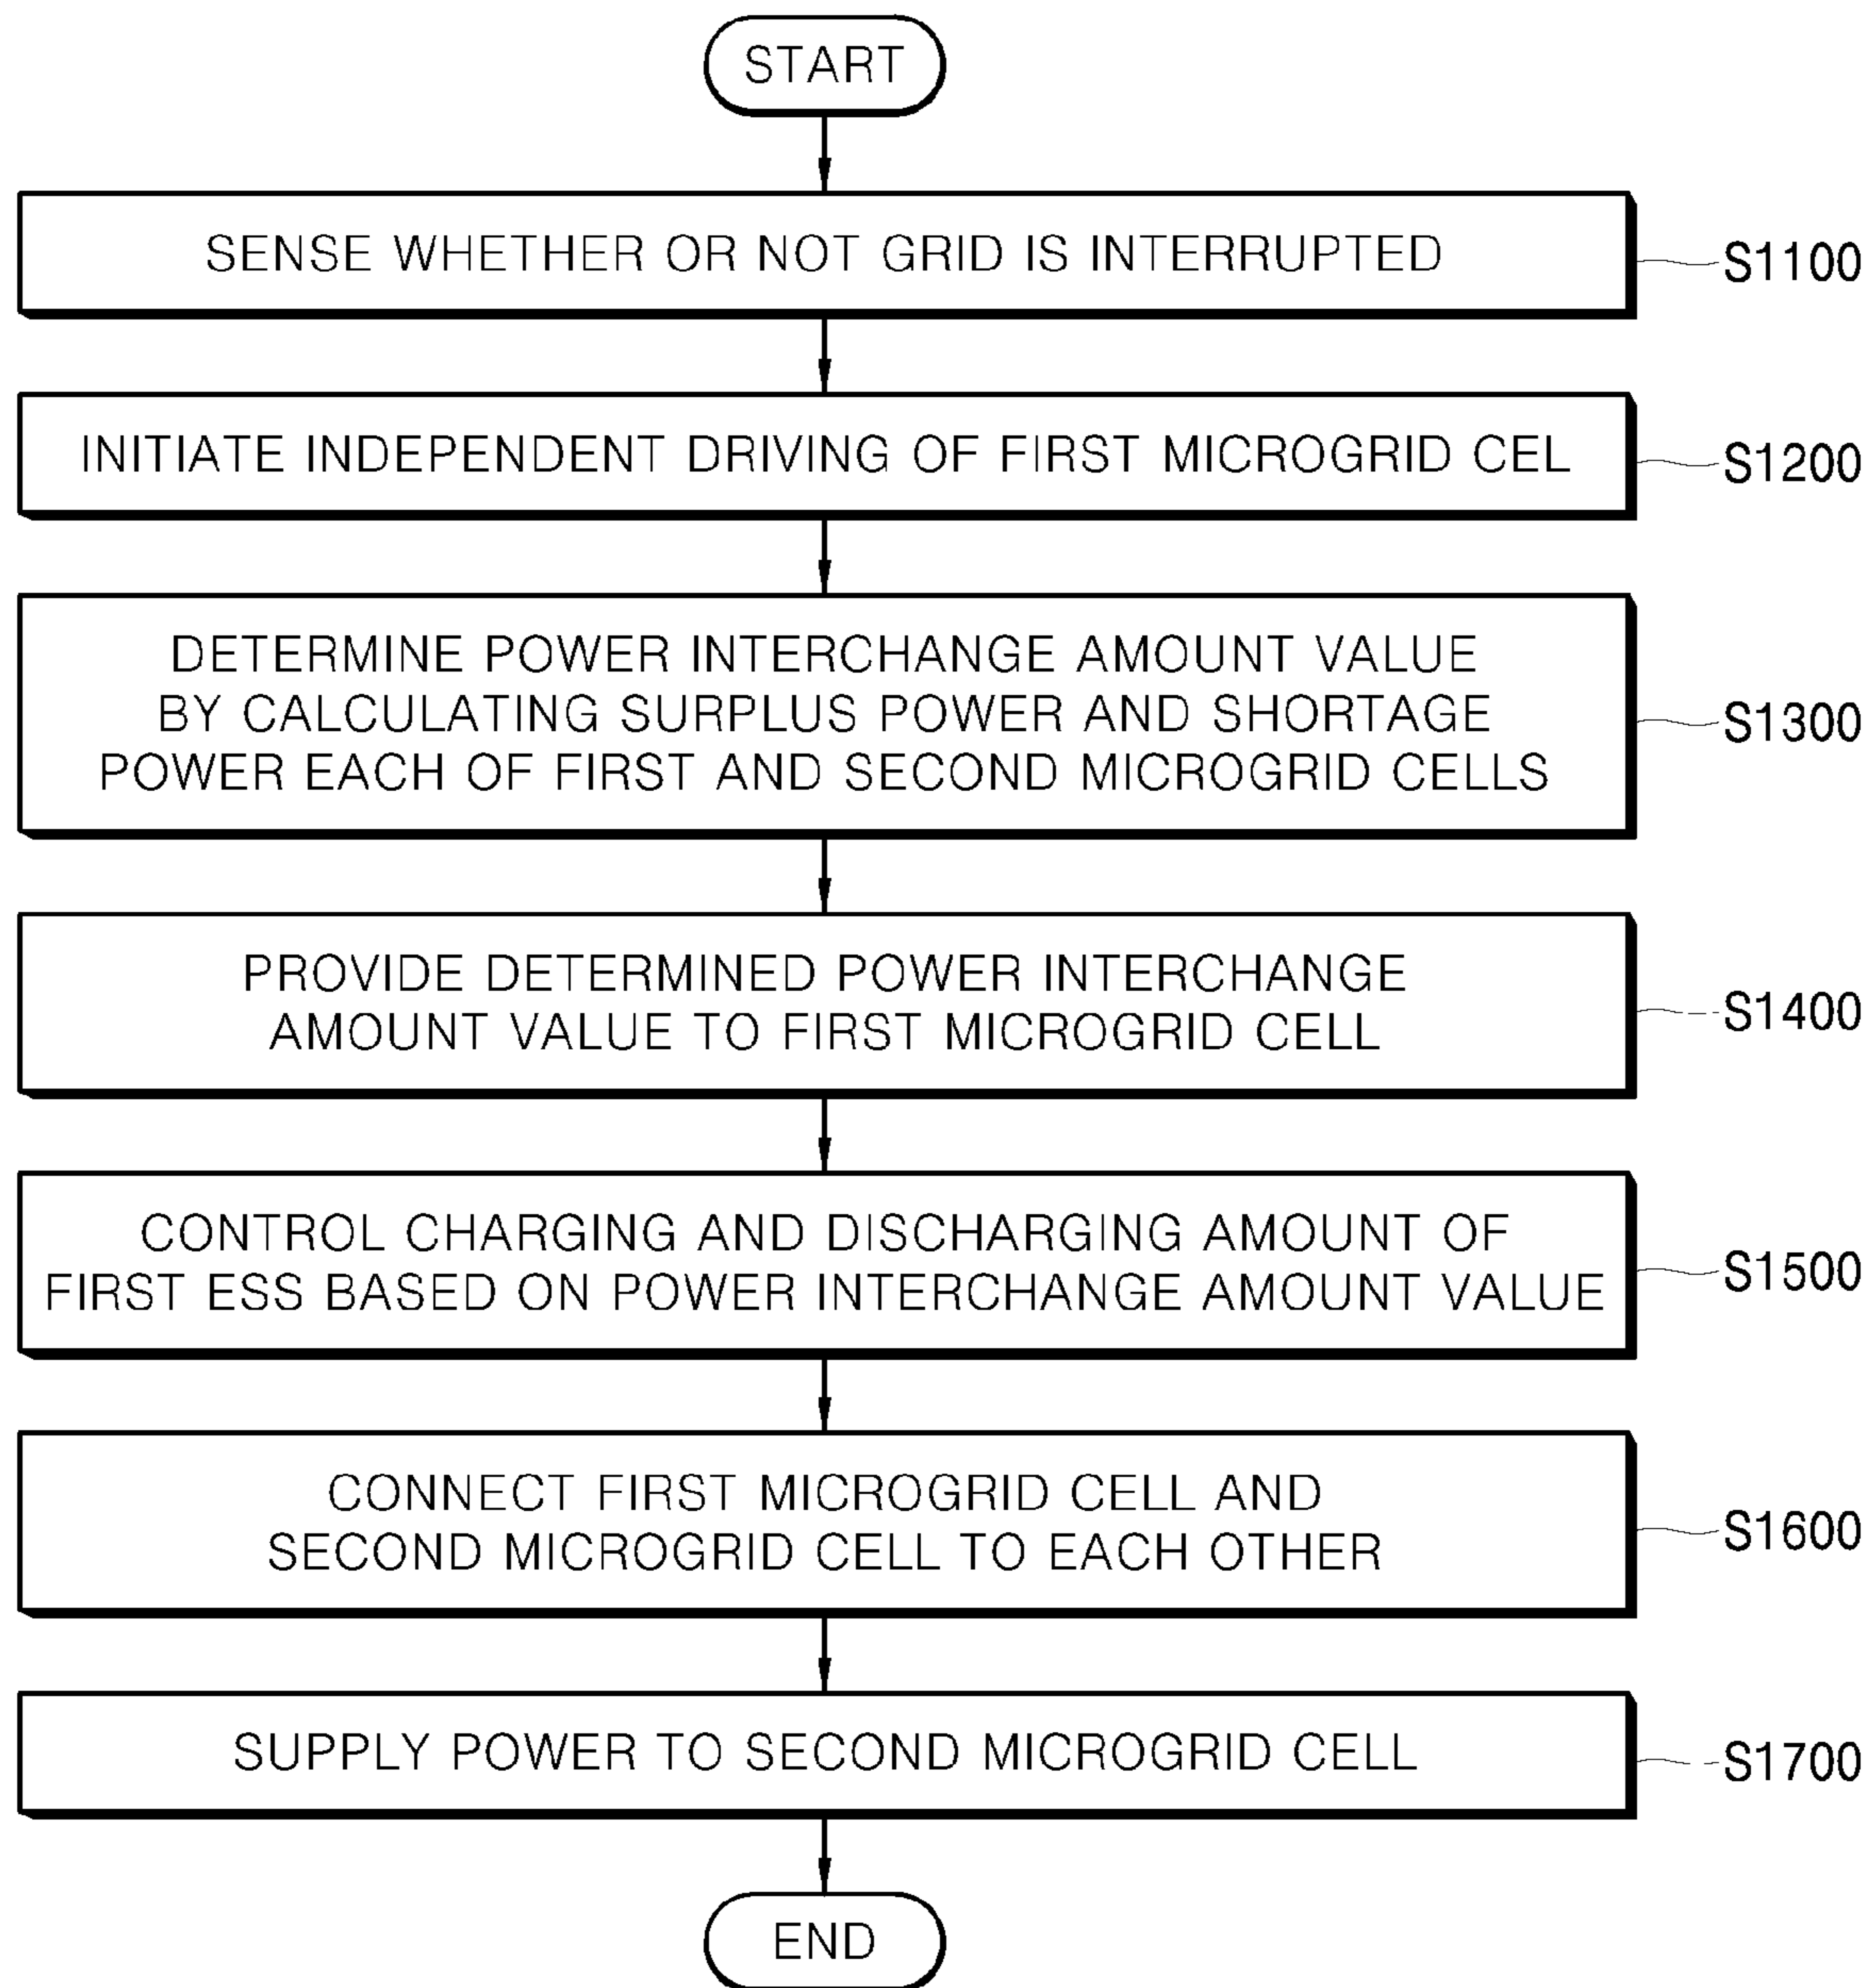 START
SENSE WHETHER OR NOT GRID IS INTERRUPTED
S1100
INITIATE INDEPENDENT DRIVING OF FIRST MICROGRID CEL
S1200
DETERMINE POWER INTERCHANGE AMOUNT VALUE
BY CALCULATING SURPLUS POWER AND SHORTAGE
POWER EACH OF FIRST AND SECOND MICROGRID CELLS
S1300
PROVIDE DETERMINED POWER INTERCHANGE
AMOUNT VALUE TO FIRST MICROGRID CELL
S1400
CONTROL CHARGING AND DISCHARGING AMOUNT OF
FIRST ESS BASED ON POWER INTERCHANGE AMOUNT VALUE
S1500
CONNECT FIRST MICROGRID CELL AND
SECOND MICROGRID CELL TO EACH OTHER
S1600
SUPPLY POWER TO SECOND MICROGRID CELL
S1700
END